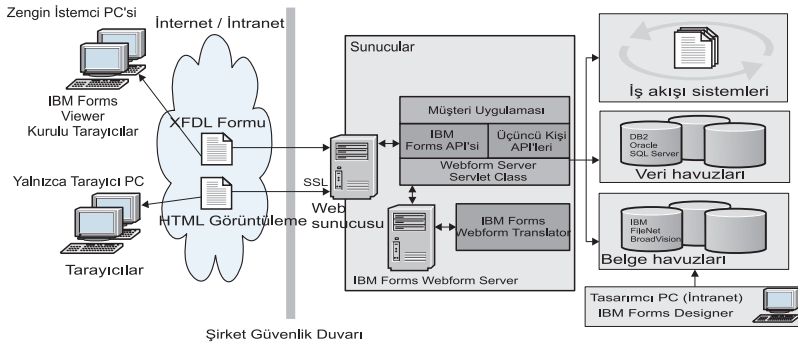 Zengin İstemci PC'si
IBM Forms
Viewer
Kurulu Tarayıcılar
Yalnızca Tarayıcı PC
Tarayıcılar
İnternet / İntranet
XFDL Formu
HTML Görüntüleme
Şirket Güvenlik Duvarı
SSL
Web
sunucusu
Sunucular
Müşteri Uygulaması
IBM
Forms API'si
Üçüncü Kişi
API'leri
Webform Server
Servlet Class
IBM Forms
Webform Translator
IBM Forms Webform Server
İş akışı sistemleri
DB2
Oracle
SQL Server
Veri havuzları
IBM
FileNet
BroadVision
Belge havuzları
Tasarımcı PC (İntranet)
IBM Forms Designer